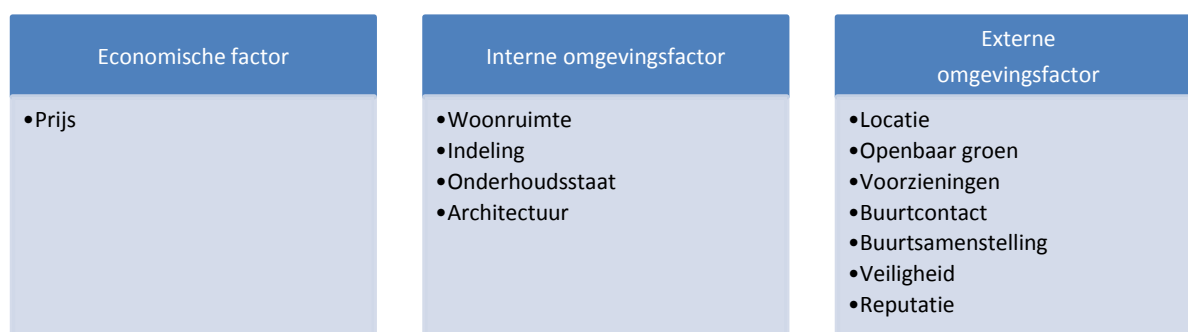 Economische factor
•Prijs
Interne omgevingsfactor
•Woonruimte
•Indeling
•Onderhoudsstaat
•Architectuur
Externe
omgevingsfactor
•Locatie
•Openbaar groen
•Voorzieningen
•Buurtcontact
•Buurtsamenstelling
•Veiligheid
•Reputatie